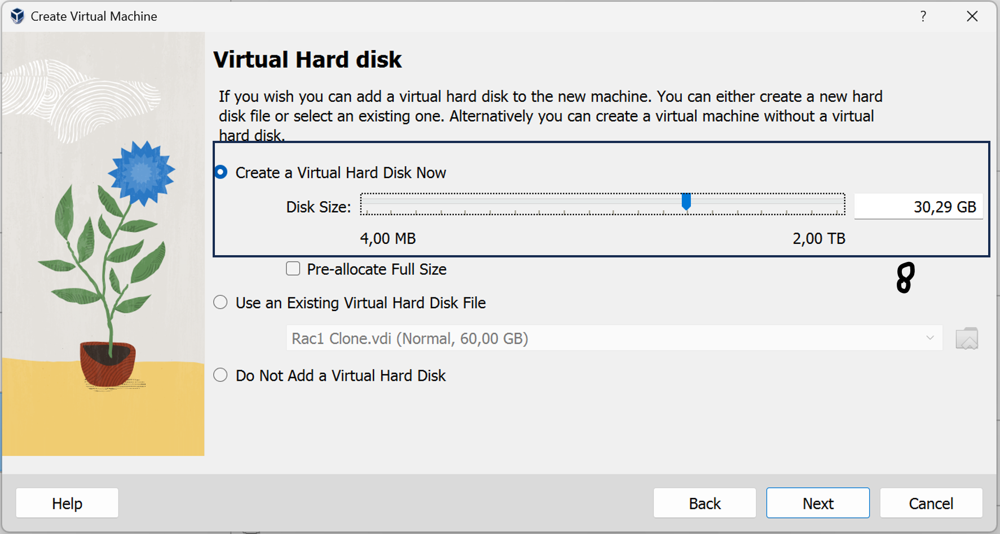 Create Virtual Machine
?
Virtual Hard disk
If you wish you can add a virtual hard disk to the new machine. You can either create a new hard
disk file or select an existing one. Alternatively you can create a virtual machine without a virtual
hard disk.
Create a Virtual Hard Disk Now
Disk Size: 30,29 GB
4,00 MB 2,00 TB
Pre-allocate Full Size
8
Use an Existing Virtual Hard Disk File
Rac1 Clone.vdi (Normal, 60,00 GB)
Do Not Add a Virtual Hard Disk
Help Back Next Cancel